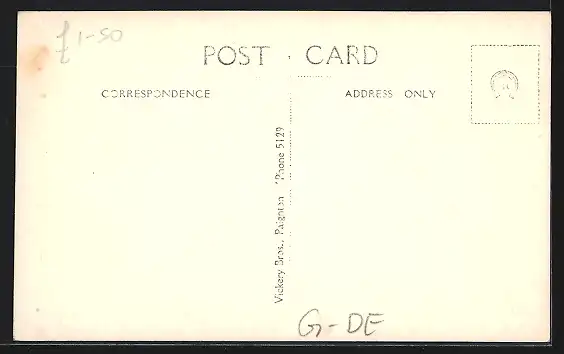 £1-50
POST CARD
CORRESPONDENCE
ADDRESS ONLY
Vickery Bros., Paignton 'Phone 5129
G-DE